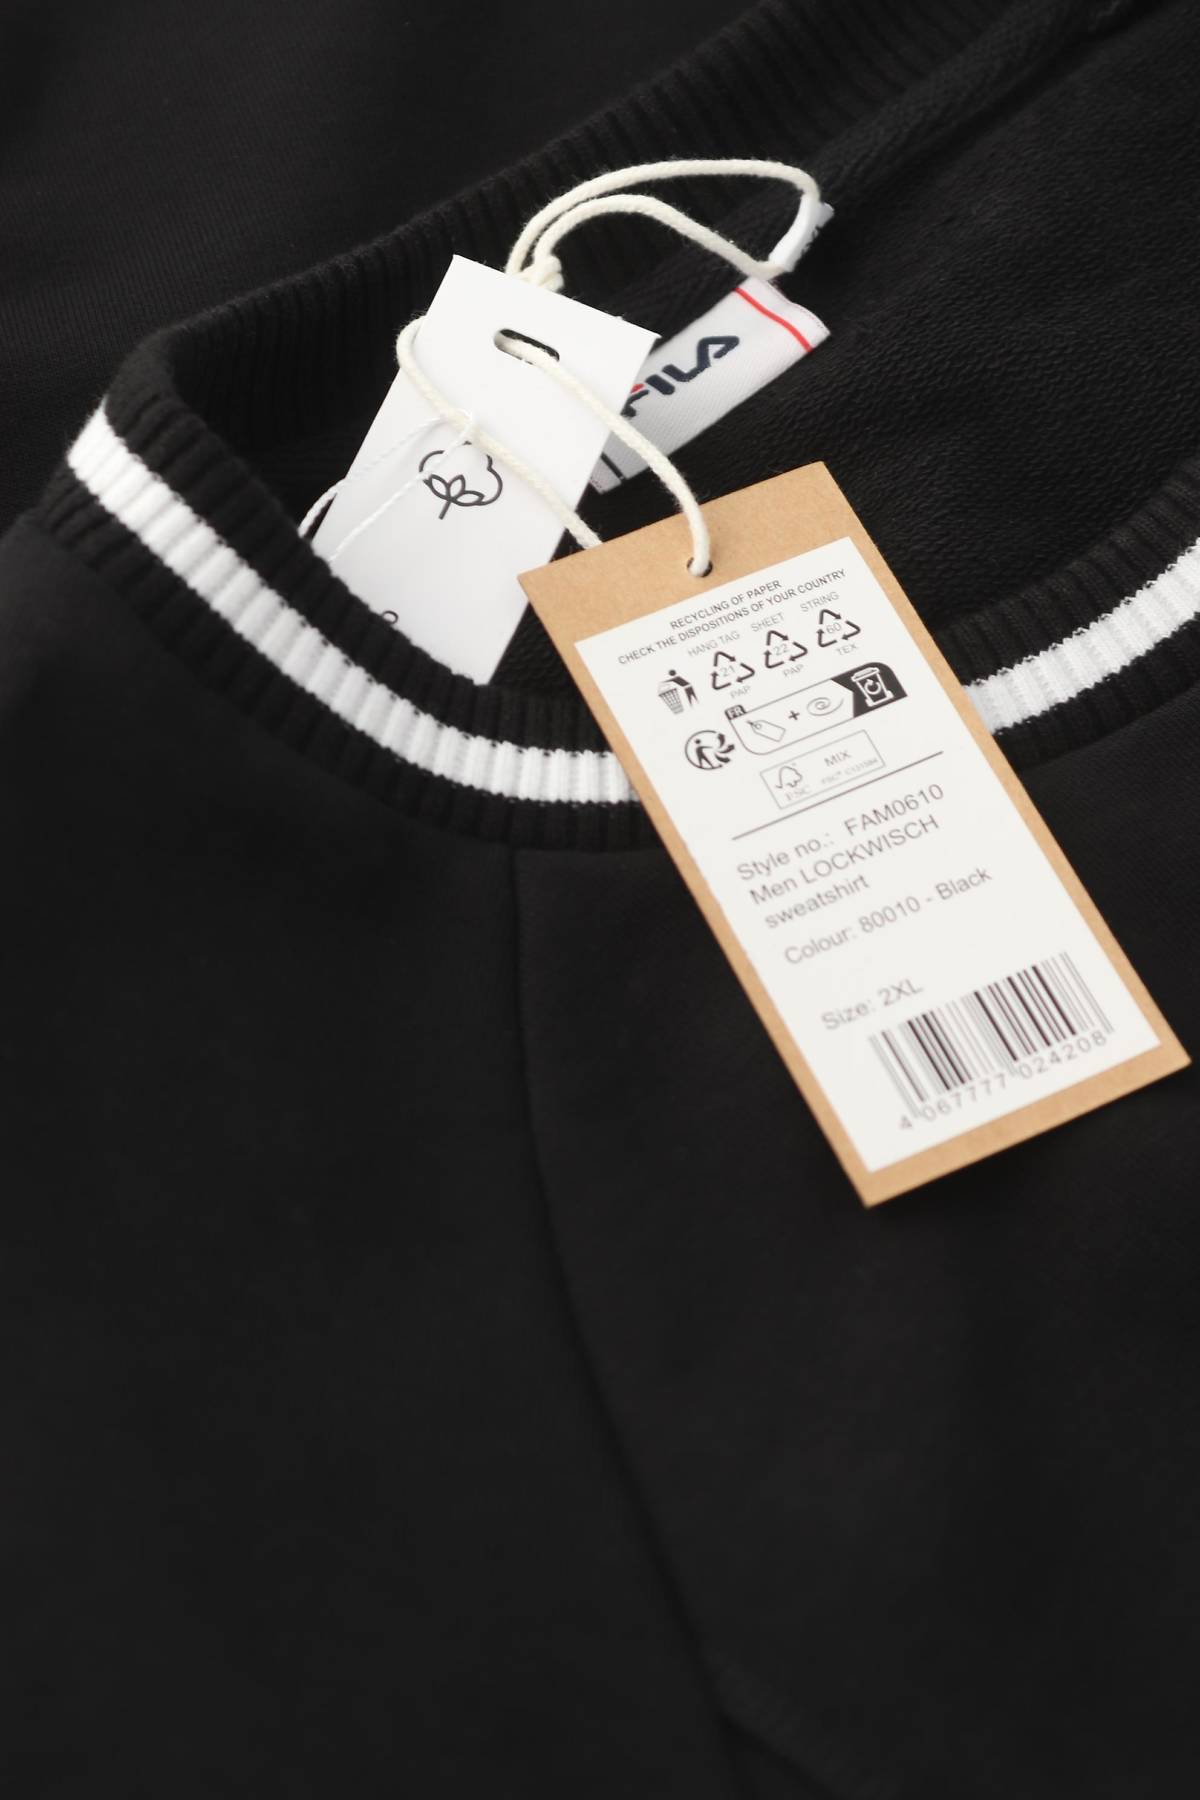 FILA
RECYCLING OF PAPER
CHECK THE DISPOSITIONS OF YOUR COUNTRY
HANG TAG SHEET STRING
21 22 60
PAP PAP TEX
FR
+
MIX
FSC
Style no.: FAM0610
Men LOCKWISCH
sweatshirt
Colour: 80010 - Black
Size: 2XL
4 067777 024208